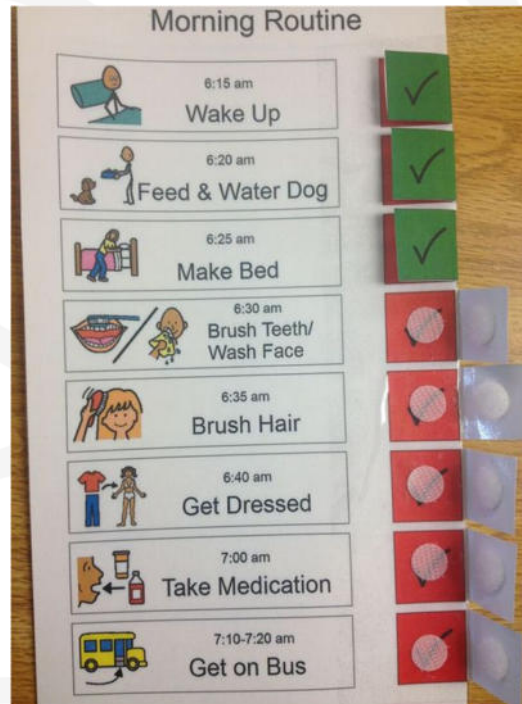 Morning Routine
6:15 am
Wake Up
6:20 am
Feed & Water Dog
6:25 am
Make Bed
6:30 am
Brush Teeth/
Wash Face
6:35 am
Brush Hair
6:40 am
Get Dressed
7:00 am
Take Medication
7:10-7:20 am
Get on Bus